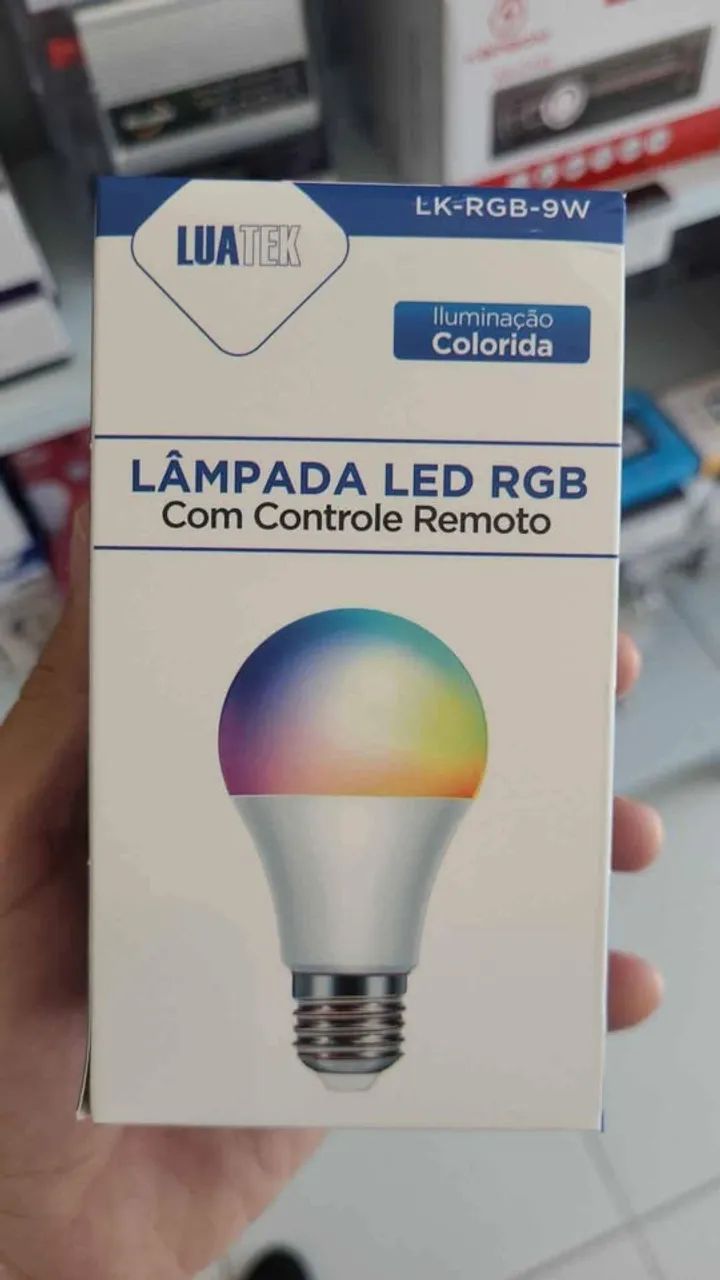 LUATEK
LK-RGB-9W
Iluminação
Colorida
LÂMPADA LED RGB
Com Controle Remoto